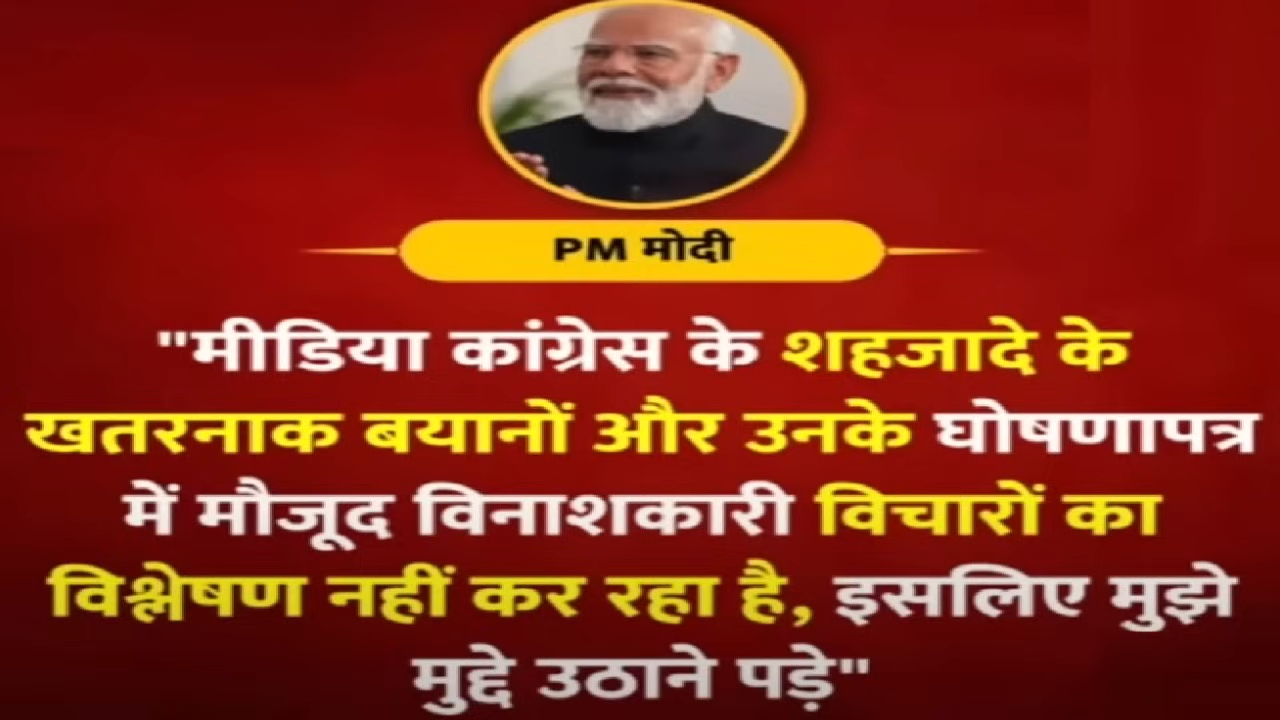 PM मोदी
"मीडिया कांग्रेस के शहजादे के
खतरनाक बयानों और उनके घोषणापत्र
में मौजूद विनाशकारी विचारों का
विश्लेषण नहीं कर रहा है, इसलिए मुझे
मुद्दे उठाने पड़े"